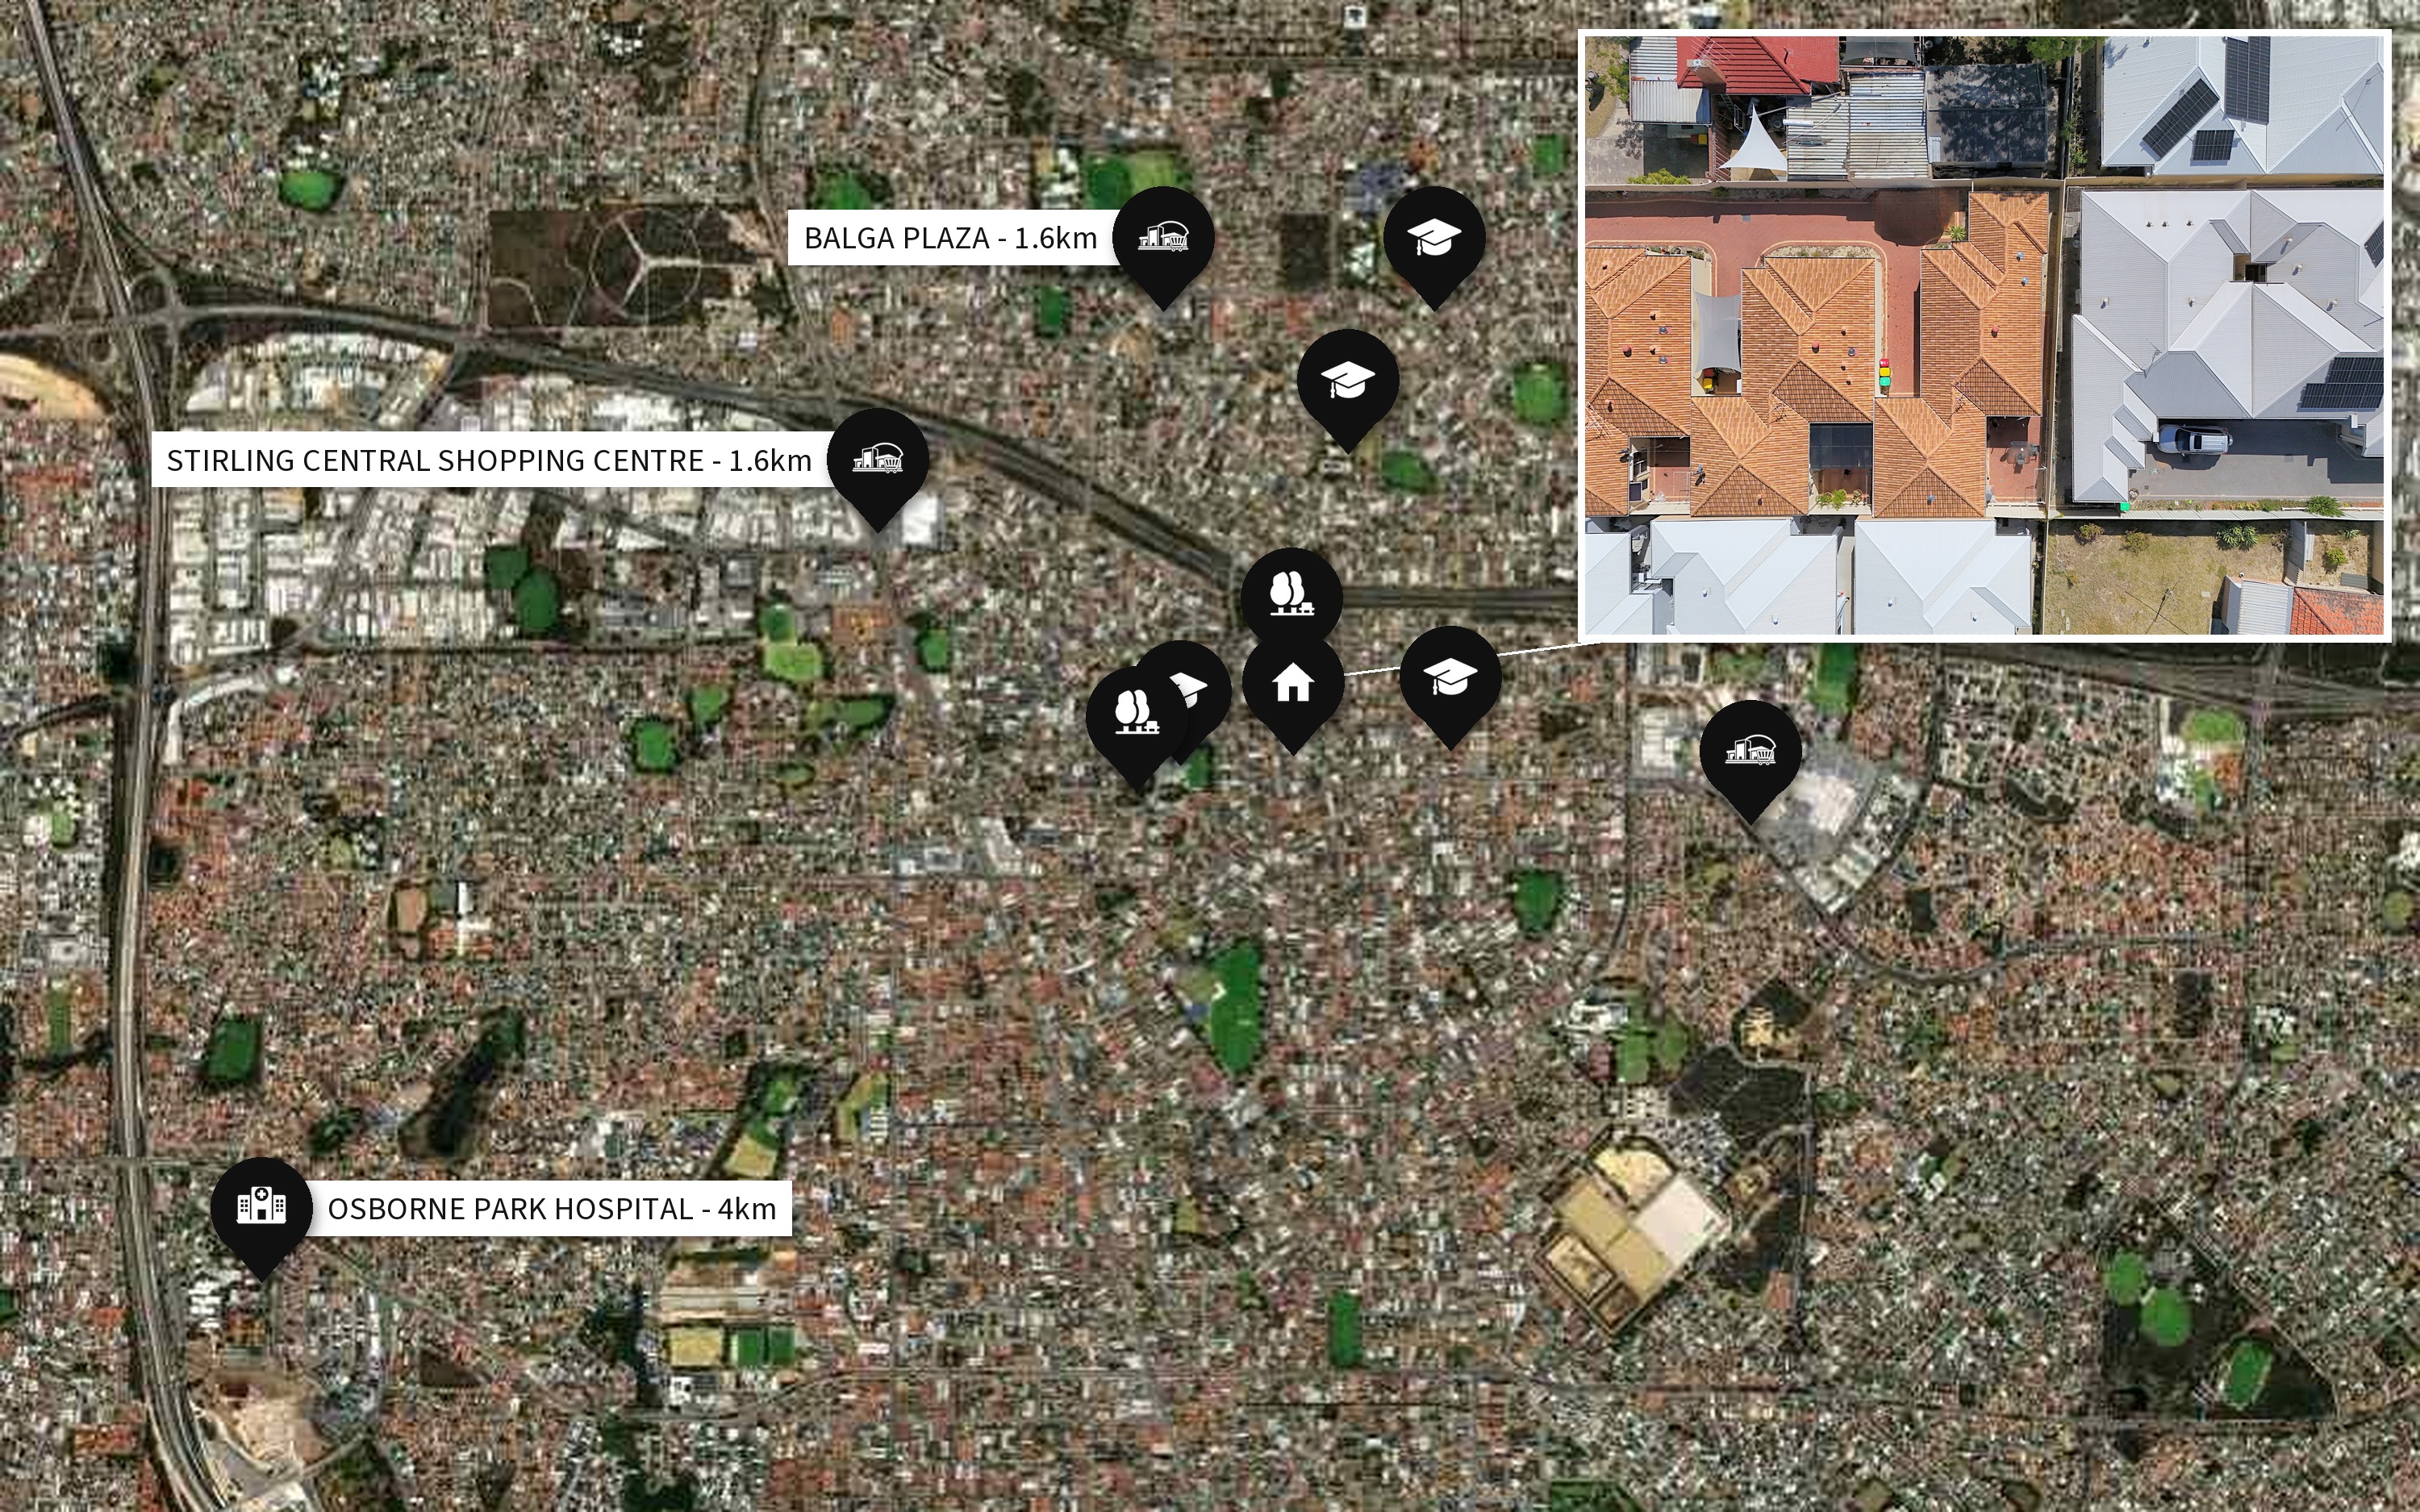 BALGA PLAZA - 1.6km
STIRLING CENTRAL SHOPPING CENTRE - 1.6km
OSBORNE PARK HOSPITAL - 4km